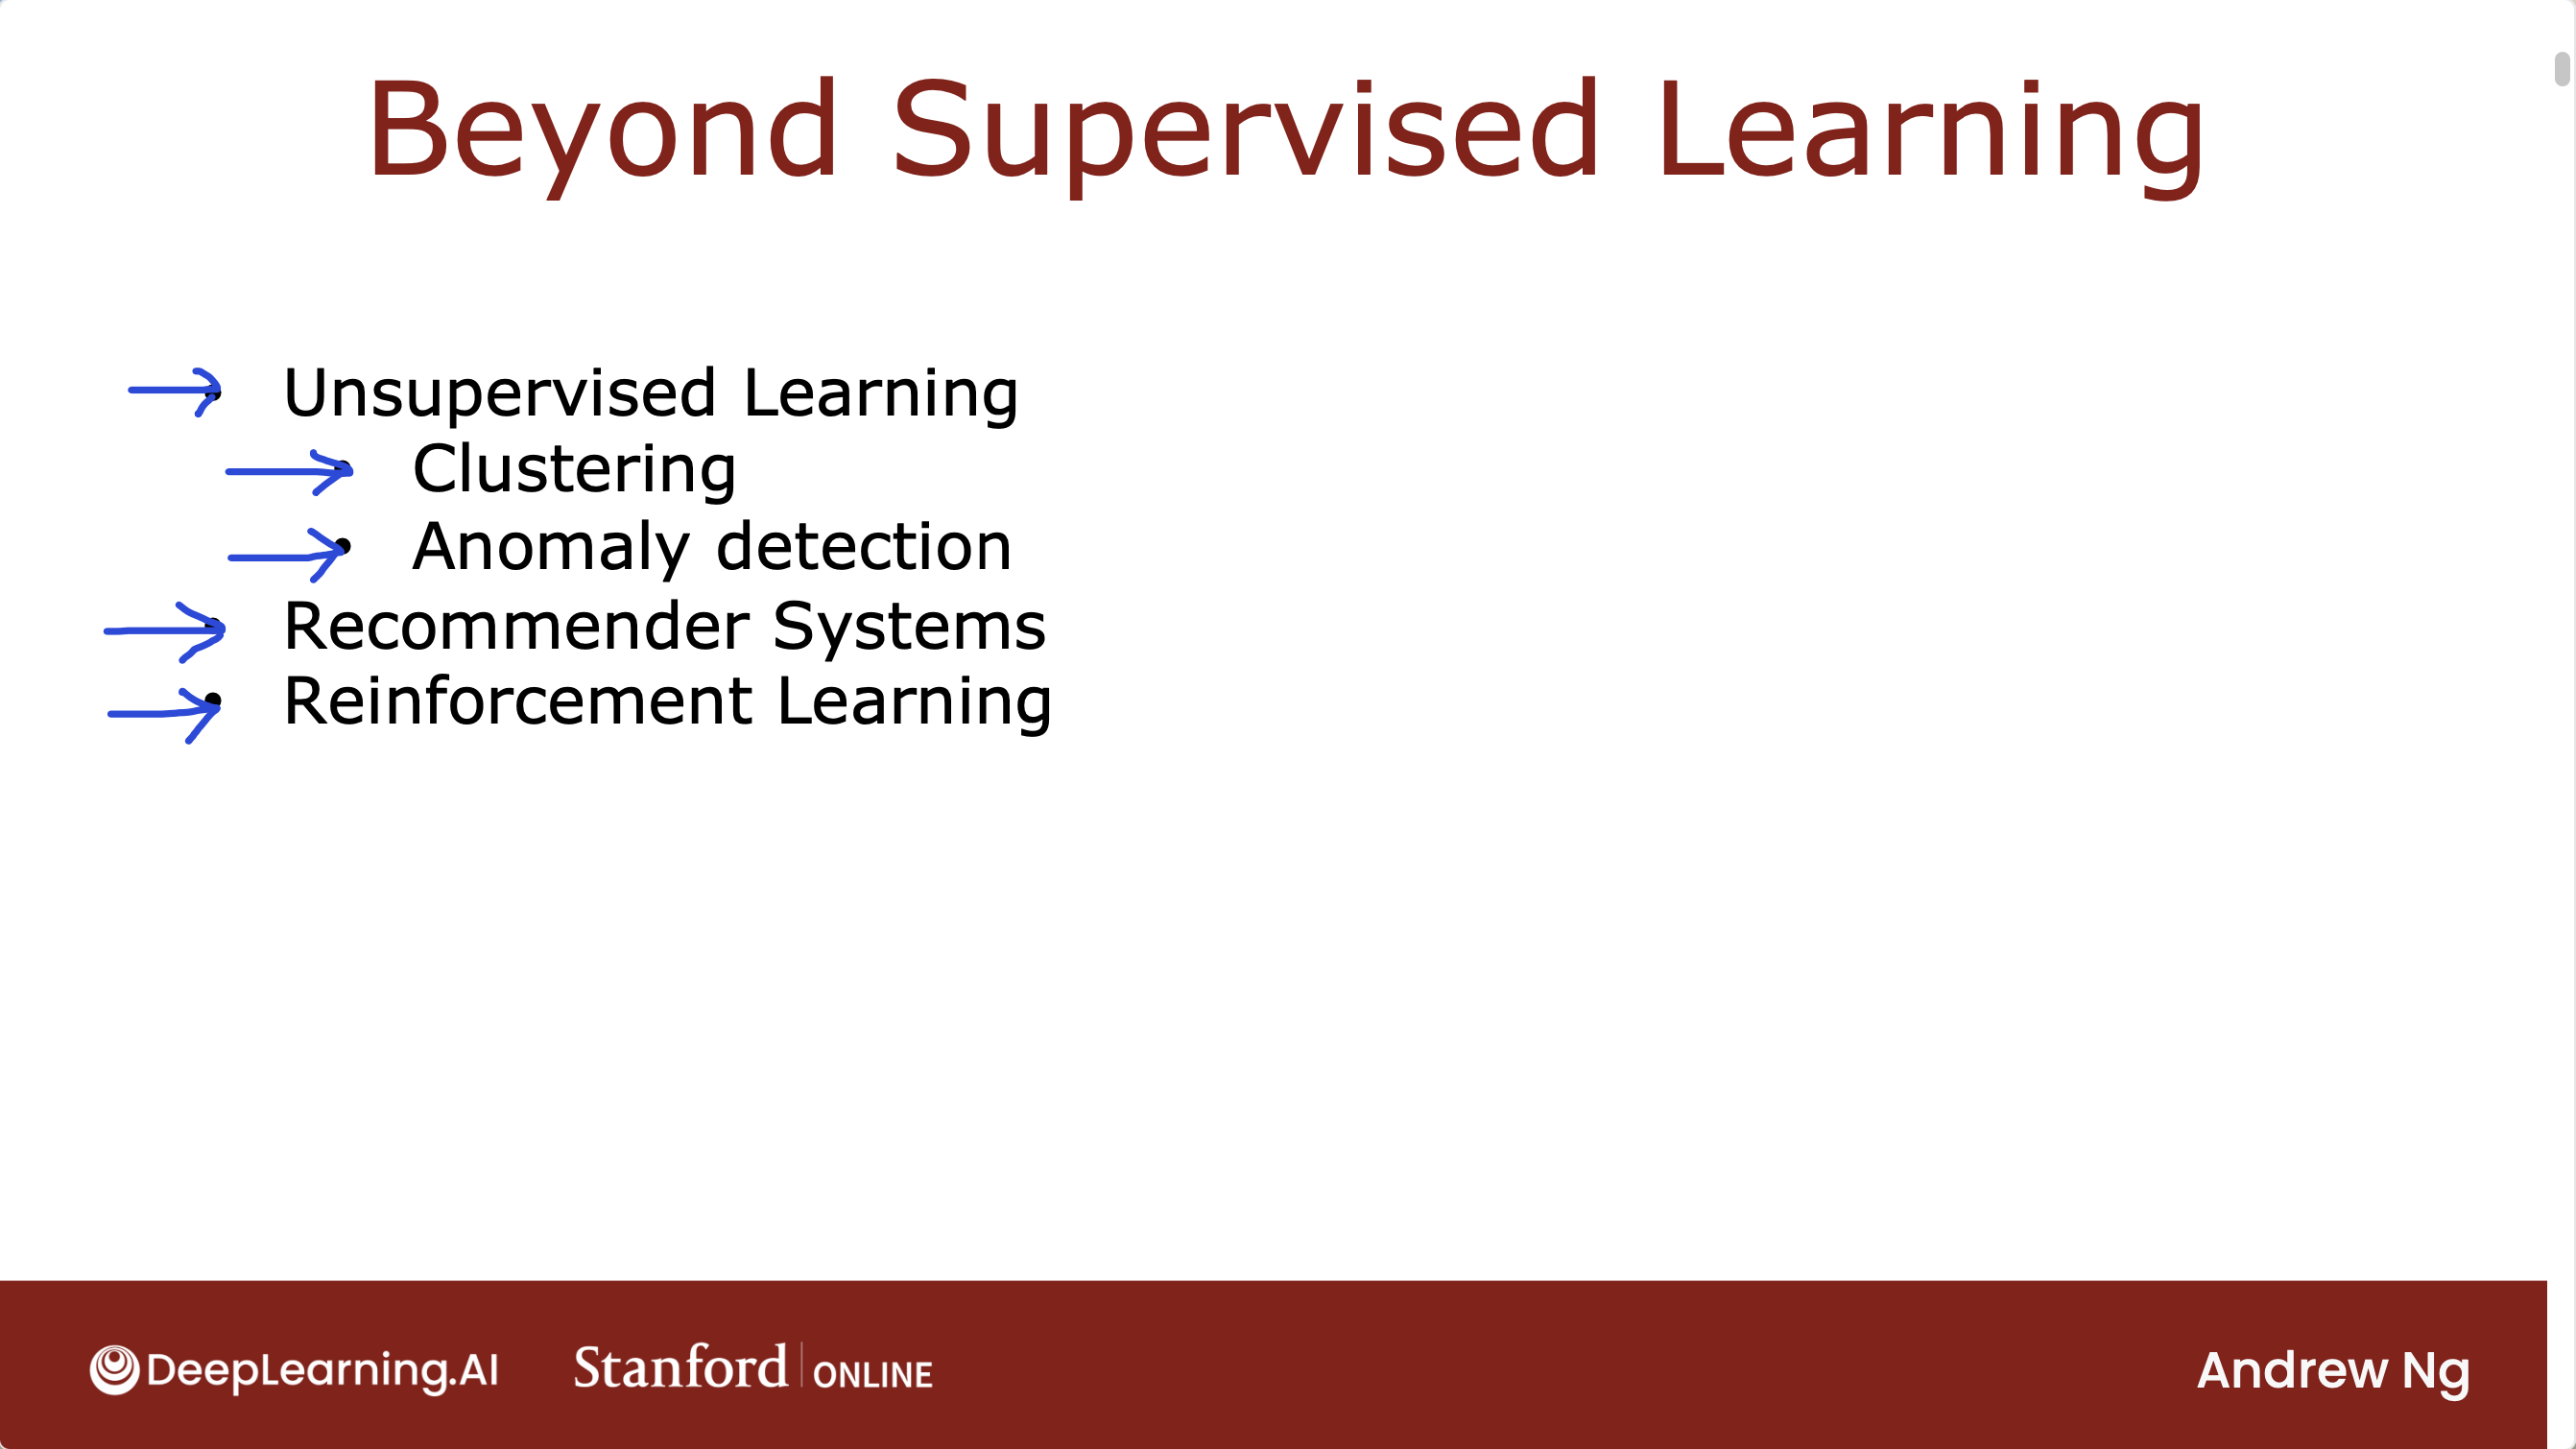 Beyond Supervised Learning
Unsupervised Learning
Clustering
Anomaly detection
Recommender Systems
Reinforcement Learning
DeepLearning.AI Stanford ONLINE Andrew Ng